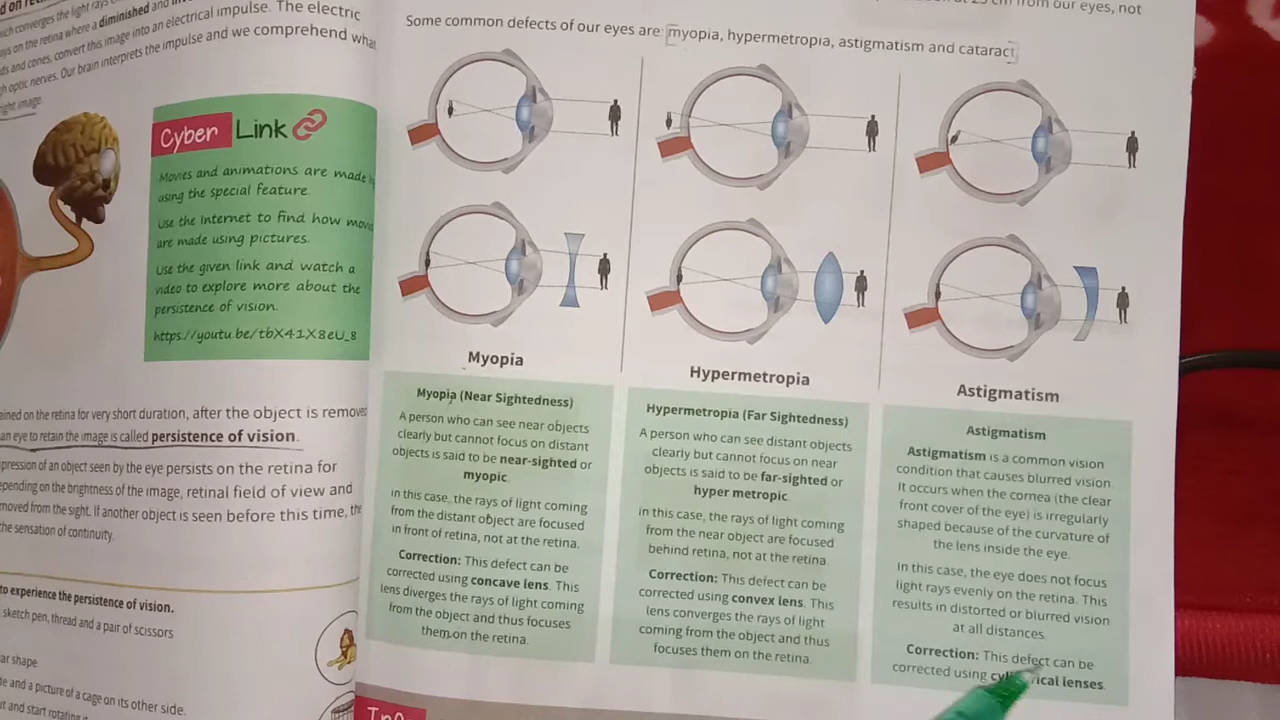 which converges the light rays
on the retina where a diminished and
ds and cones, convert this image into an electrical impulse. The electric
h optic nerves. Our brain interprets the impulse and we comprehend what
right image.
Cyber Link
Movies and animations are made
using the special feature.
Use the Internet to find how
are made using pictures.
Use the given link and watch a
video to explore more about the
persistence of vision.
https://youtu.be/tbX41X8eU_8
ained on the retina for very short duration, after the object is removed
an eye to retain the image is called persistence of vision.
pression of an object seen by the eye persists on the retina for
epending on the brightness of the image, retinal field of view and
moved from the sight. If another object is seen before this time, the
the sensation of continuity.
to experience the persistence of vision.
sketch pen, thread and a pair of scissors
ar shape
e and a picture of a cage on its other side.
t and start rotating
cm from our eyes, not
Some common defects of our eyes are myopia, hypermetropia, astigmatism and cataract
Myopia
Myopia (Near Sightedness)
A person who can see near objects
clearly but cannot focus on distant
objects is said to be near-sighted or
myopic.
In this case, the rays of light coming
from the distant object are focused
in front of retina, not at the retina.
Correction: This defect can be
corrected using concave lens. This
lens diverges the rays of light coming
from the object and thus focuses
them on the retina.
Hypermetropia
Hypermetropia (Far Sightedness)
A person who can see distant objects
clearly but cannot focus on near
objects is said to be far-sighted or
hyper metropic.
In this case, the rays of light coming
from the near object are focused
behind retina, not at the retina.
Correction: This defect can be
corrected using convex lens. This
lens converges the rays of light
coming from the object and thus
focuses them on the retina.
Astigmatism
Astigmatism
Astigmatism is a common vision
condition that causes blurred vision.
It occurs when the cornea (the clear
front cover of the eye) is irregularly
shaped because of the curvature of
the lens inside the eye.
In this case, the eye does not focus
light rays evenly on the retina. This
results in distorted or blurred vision
at all distances.
Correction: This defect can be
corrected using lenses.